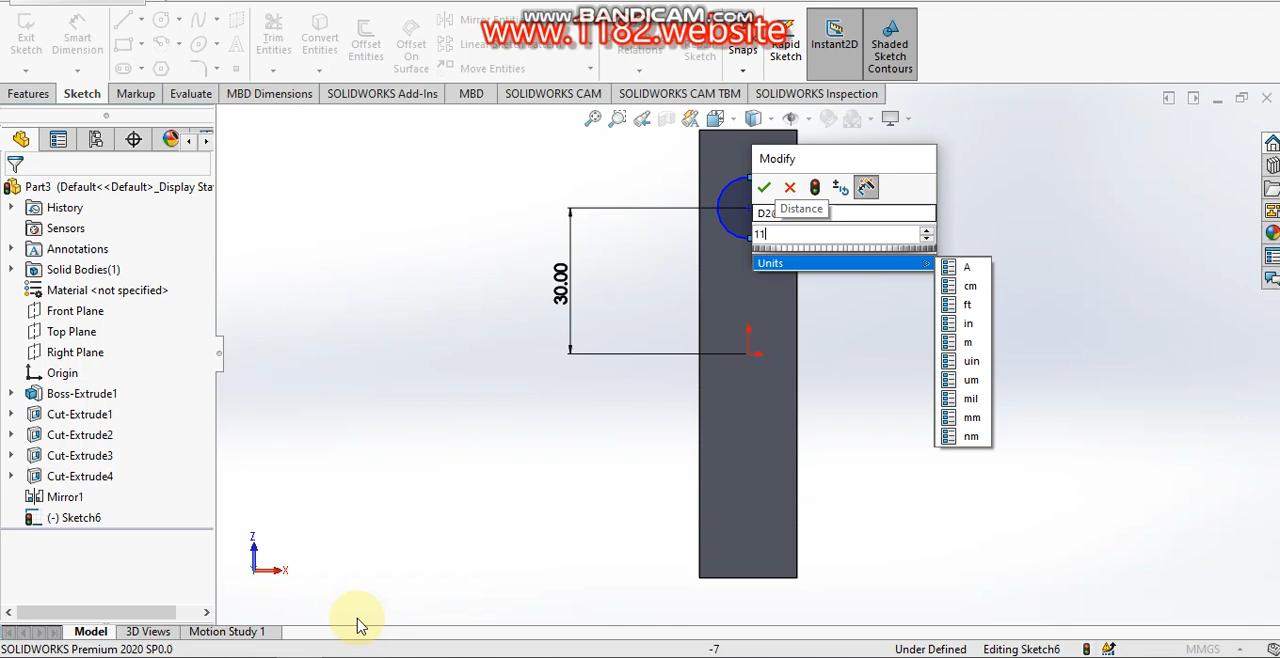 www.BANDICAM.com
www.1182.website
Exit Sketch
Smart Dimension
Trim Entities
Convert Entities
Offset Entities
Offset On Surface
Mirror Entities
Linear Sketch Pattern
Move Entities
Relations
Sketch
Snaps
Rapid Sketch
Instant2D
Shaded Sketch Contours
Features
Sketch
Markup
Evaluate
MBD Dimensions
SOLIDWORKS Add-Ins
MBD
SOLIDWORKS CAM
SOLIDWORKS CAM TBM
SOLIDWORKS Inspection
Part3 (Default<<Default>_Display Sta
History
Sensors
Annotations
Solid Bodies(1)
Material <not specified>
Front Plane
Top Plane
Right Plane
Origin
Boss-Extrude1
Cut-Extrude1
Cut-Extrude2
Cut-Extrude3
Cut-Extrude4
Mirror1
(-) Sketch6
30.00
Modify
Distance
D2@
11
Units
A
cm
ft
in
m
uin
um
mil
mm
nm
Z
X
Model
3D Views
Motion Study 1
SOLIDWORKS Premium 2020 SP0.0
-7
Under Defined
Editing Sketch6
MMGS